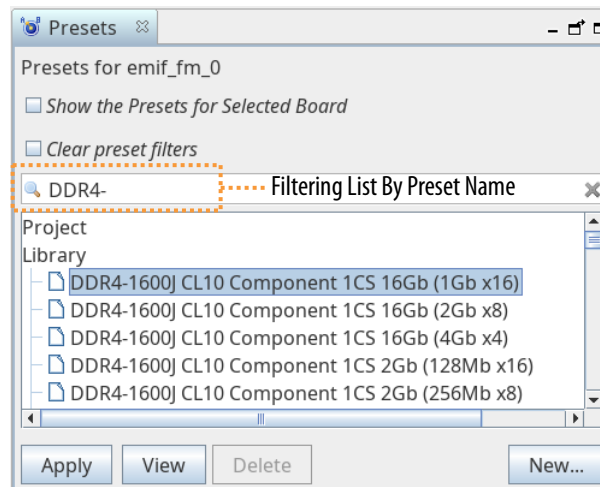 Presets
Presets for emif_fm_0
Show the Presets for Selected Board
Clear preset filters
DDR4-
Filtering List By Preset Name
Project
Library
DDR4-1600J CL10 Component 1CS 16Gb (1Gb x16)
DDR4-1600J CL10 Component 1CS 16Gb (2Gb x8)
DDR4-1600J CL10 Component 1CS 16Gb (4Gb x4)
DDR4-1600J CL10 Component 1CS 2Gb (128Mb x16)
DDR4-1600J CL10 Component 1CS 2Gb (256Mb x8)
Apply View Delete New...